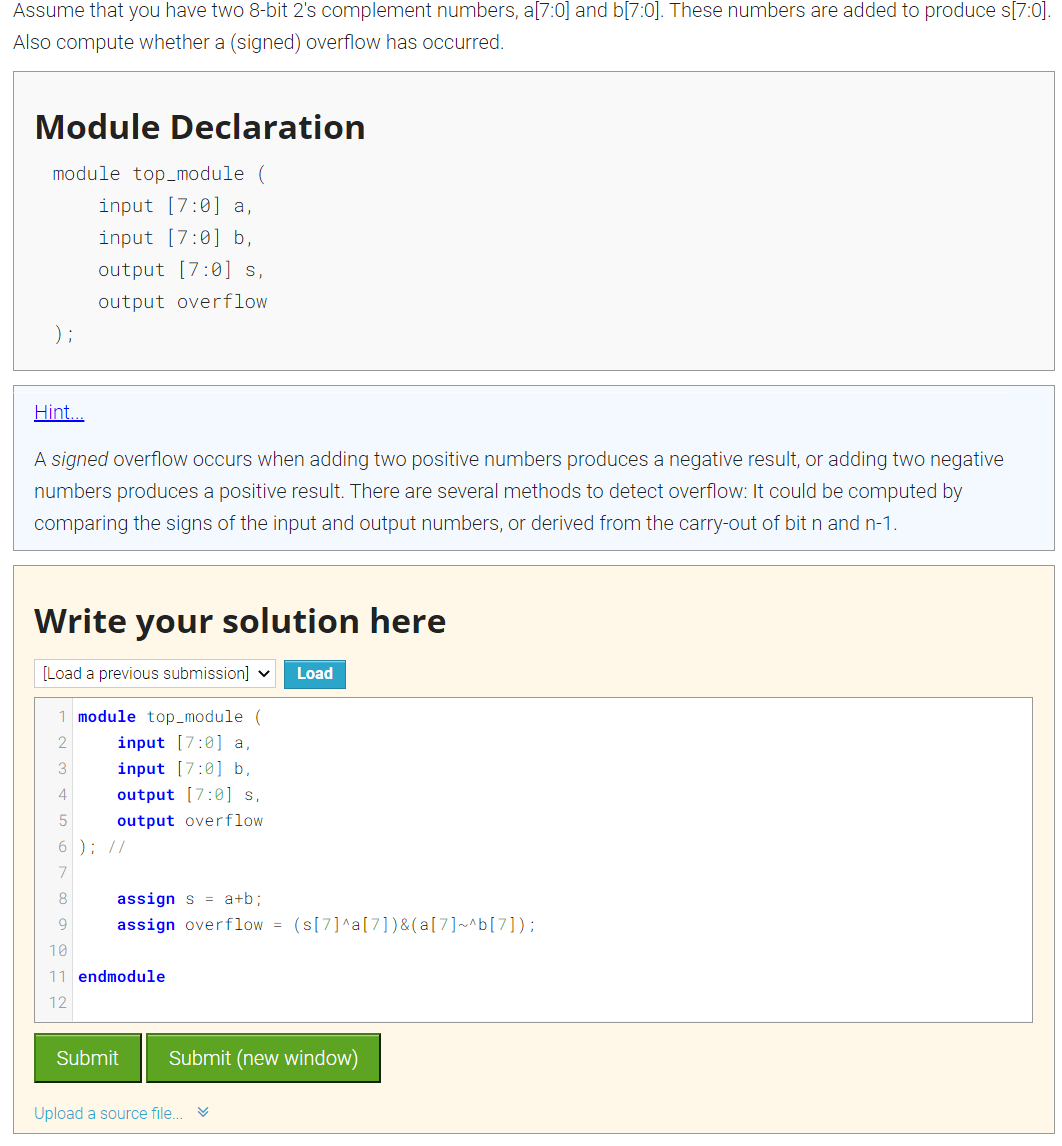 Assume that you have two 8-bit 2's complement numbers, a[7:0] and b[7:0]. These numbers are added to produce s[7:0].
Also compute whether a (signed) overflow has occurred.
Module Declaration
module top_module (
    input [7:0] a,
    input [7:0] b,
    output [7:0] s,
    output overflow
);
Hint...
A signed overflow occurs when adding two positive numbers produces a negative result, or adding two negative
numbers produces a positive result. There are several methods to detect overflow: It could be computed by
comparing the signs of the input and output numbers, or derived from the carry-out of bit n and n-1.
Write your solution here
[Load a previous submission] Load
1 module top_module (
2     input [7:0] a,
3     input [7:0] b,
4     output [7:0] s,
5     output overflow
6 ); //
7
8     assign s = a+b;
9     assign overflow = (s[7]^a[7])&(a[7]~^b[7]);
10
11 endmodule
12
Submit Submit (new window)
Upload a source file...